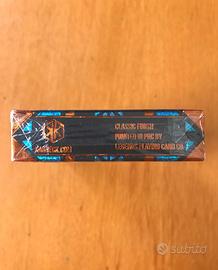 CLASSIC FINISH
PRINTED IN PRC BY
LEGENDS PLAYING CARD CO.
subito